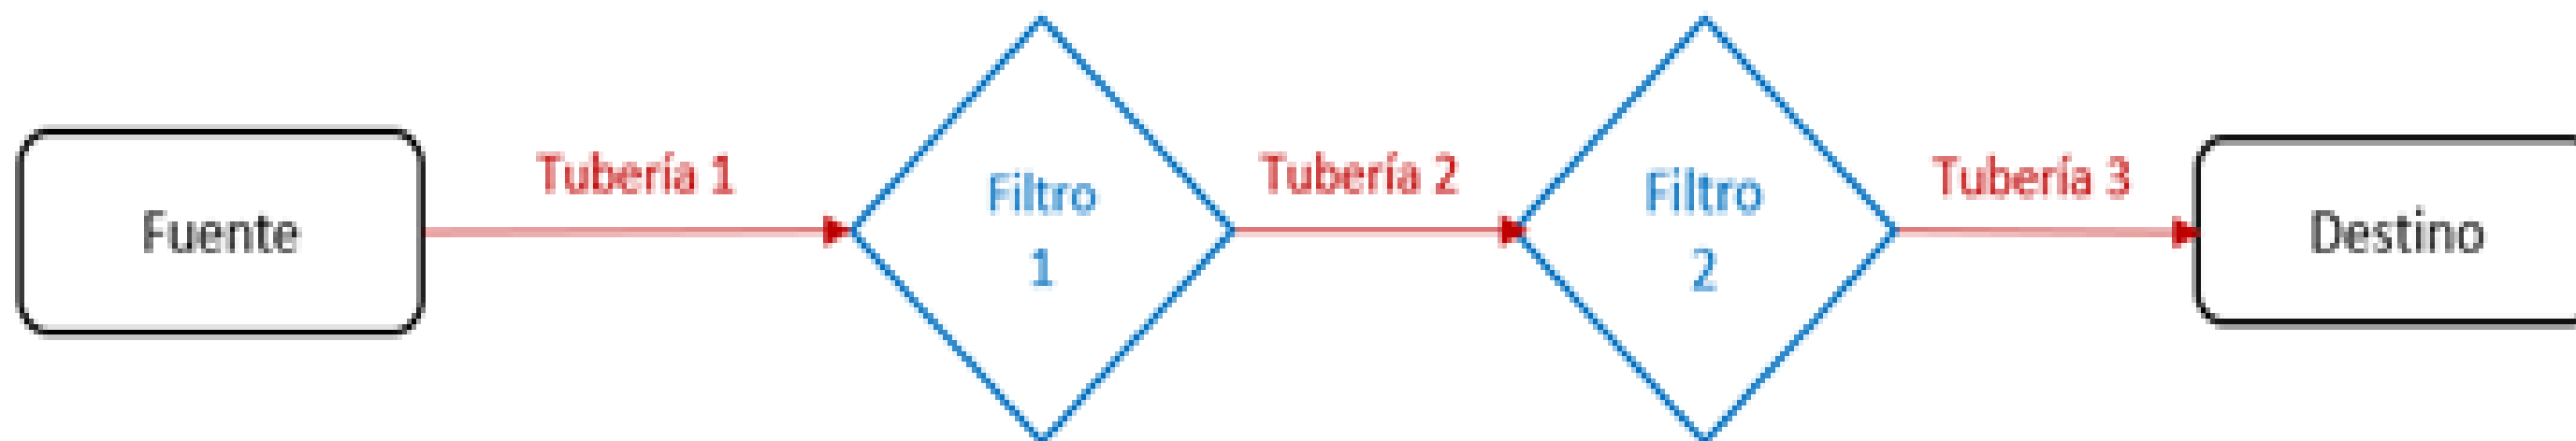 Fuente
Tubería 1
Filtro
1
Tubería 2
Filtro
2
Tubería 3
Destino